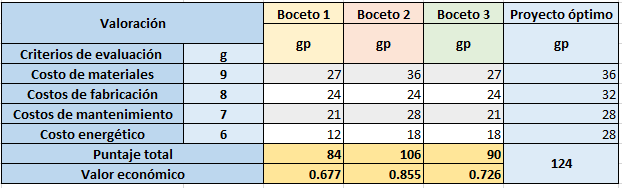 Valoración Boceto 1 Boceto 2 Boceto 3 Proyecto óptimo
gp gp gp gp
Criterios de evaluación g
Costo de materiales 9 27 36 27 36
Costos de fabricación 8 24 24 24 32
Costos de mantenimiento 7 21 28 21 28
Costo energético 6 12 18 18 28
Puntaje total 84 106 90 124
Valor económico 0.677 0.855 0.726